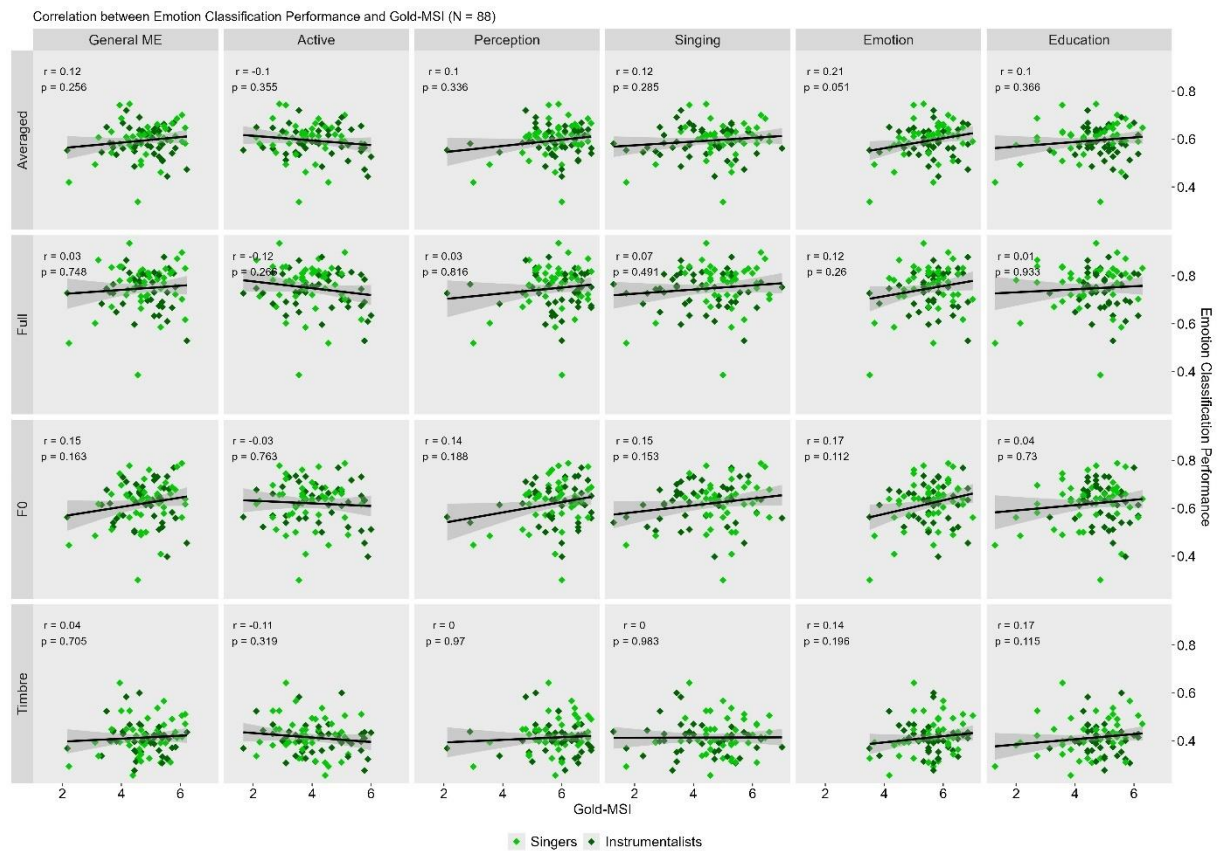 Correlation between Emotion Classification Performance and Gold-MSI (N = 88)
General ME
Active
Perception
Singing
Emotion
Education
Averaged
r = 0.12
p = 0.256
r = -0.1
p = 0.355
r = 0.1
p = 0.336
r = 0.12
p = 0.285
r = 0.21
p = 0.051
r = 0.1
p = 0.366
0.8
0.6
0.4
Full
r = 0.03
p = 0.748
r = -0.12
p = 0.266
r = 0.03
p = 0.816
r = 0.07
p = 0.491
r = 0.12
p = 0.26
r = 0.01
p = 0.933
0.8
0.6
0.4
Emotion Classification Performance
F0
r = 0.15
p = 0.163
r = -0.03
p = 0.763
r = 0.14
p = 0.188
r = 0.15
p = 0.153
r = 0.17
p = 0.112
r = 0.04
p = 0.73
0.8
0.6
0.4
Timbre
r = 0.04
p = 0.705
r = -0.11
p = 0.319
r = 0
p = 0.97
r = 0
p = 0.983
r = 0.14
p = 0.196
r = 0.17
p = 0.115
0.8
0.6
0.4
2 4 6
2 4 6
2 4 6
2 4 6
2 4 6
2 4 6
Gold-MSI
Singers Instrumentalists